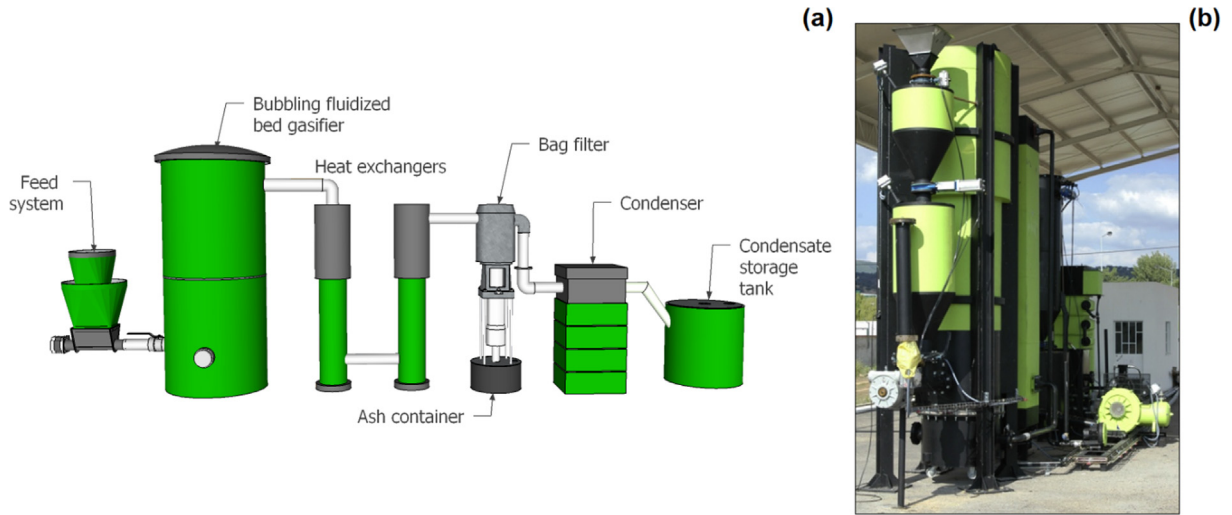 (a)
(b)
Bubbling fluidized
bed gasifier
Heat exchangers
Bag filter
Feed
system
Condenser
Condensate
storage
tank
Ash container